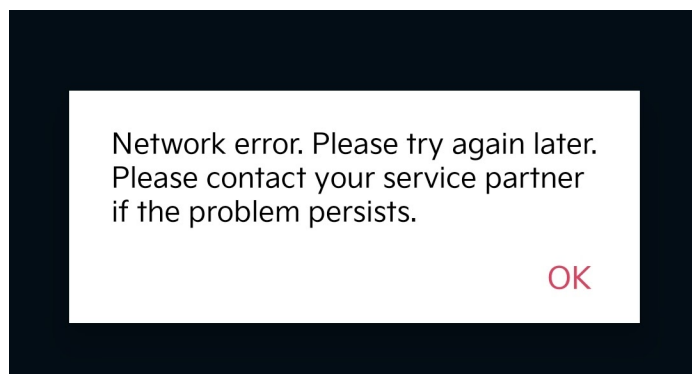 Network error. Please try again later.
Please contact your service partner
if the problem persists.
OK